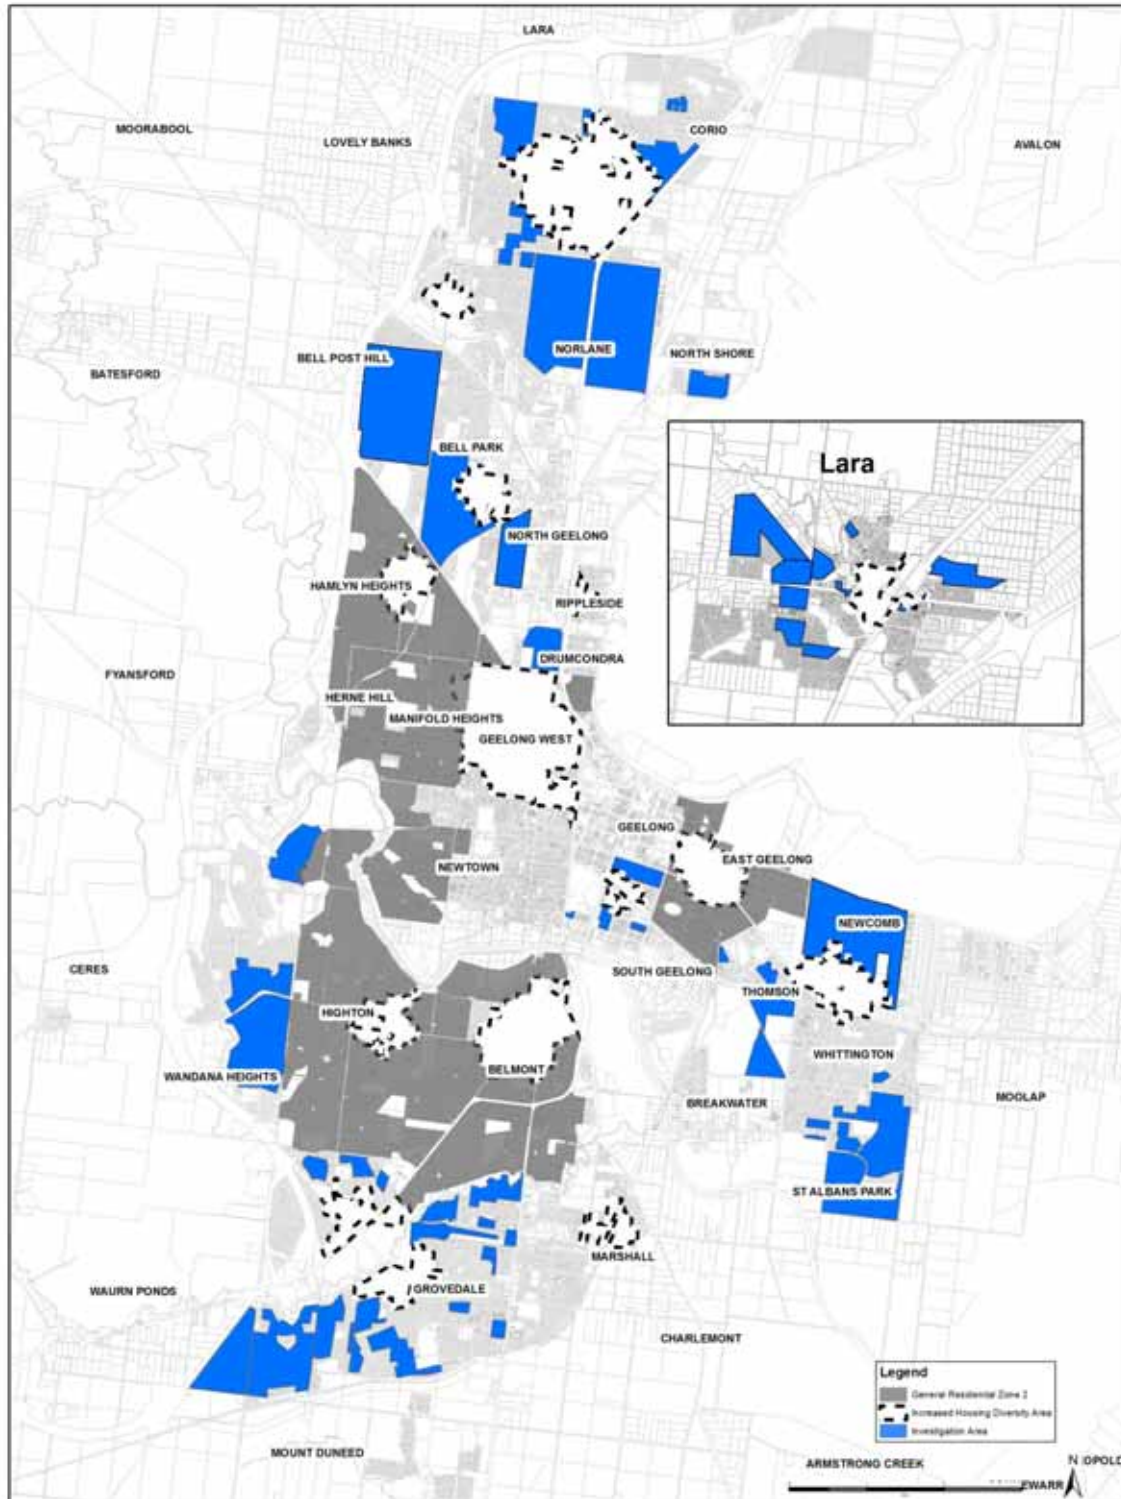 LARA
MOORABOOL
LOVELY BANKS
CORIO
AVALON
NORLANE
NORTH SHORE
BELL POST HILL
BATESFORD
BELL PARK
Lara
NORTH GEELONG
HAMLYN HEIGHTS
RIPPLESIDE
DRUMCONDRA
FYANSFORD
HERNE HILL
MANIFOLD HEIGHTS
GEELONG WEST
GEELONG
EAST GEELONG
NEWTOWN
NEWCOMB
CERES
SOUTH GEELONG
THOMSON
HIGHTON
WHITTINGTON
BELMONT
WANDANA HEIGHTS
BREAKWATER
MOOLAP
ST ALBANS PARK
MARSHALL
WAURN PONDS
GROVEDALE
CHARLEMONT
Legend
General Residential Zone 2
Increased Housing Diversity Area
Investigation Area
MOUNT DUNEED
ARMSTRONG CREEK
N
OPOLD
EWARR